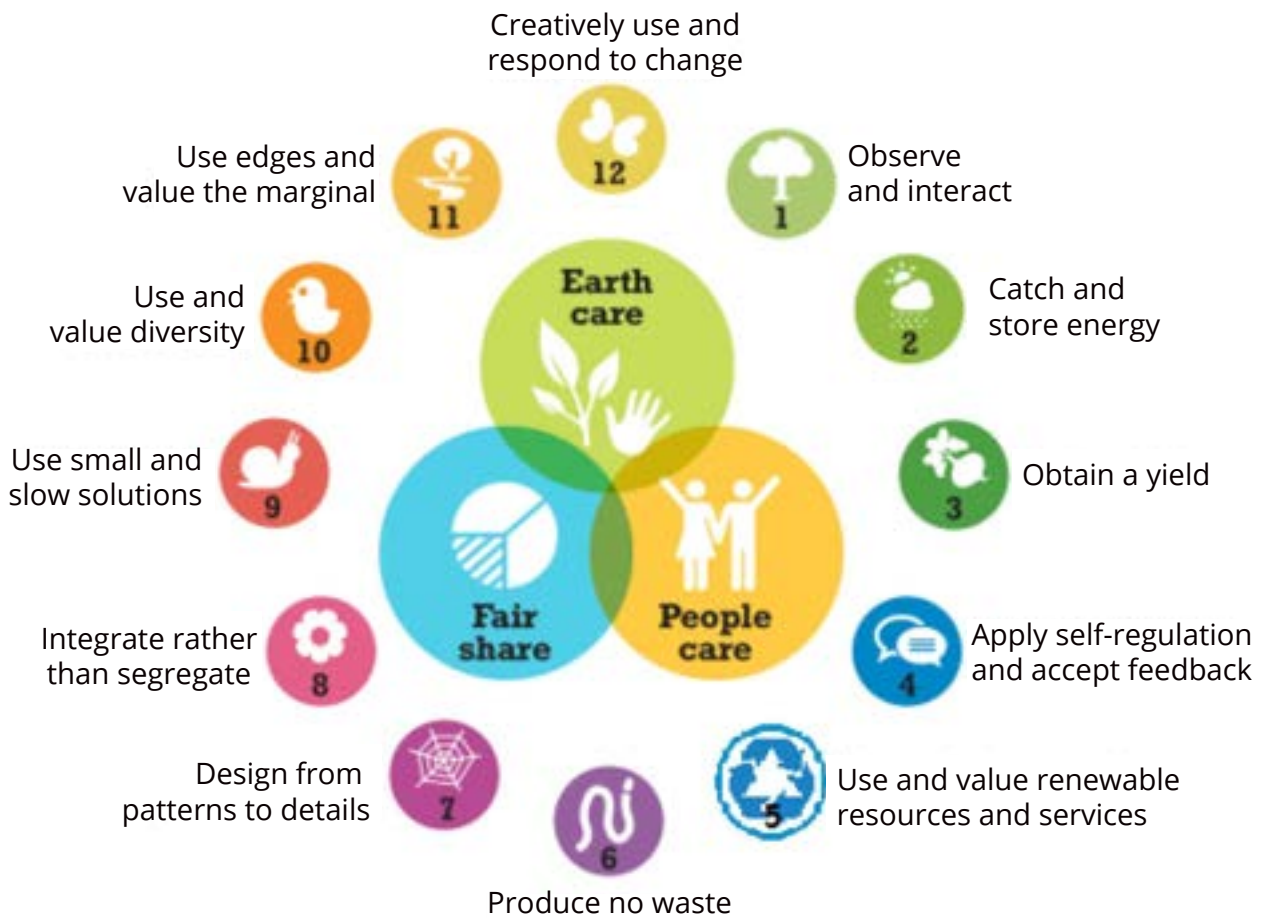 Creatively use and
respond to change
12
Observe
and interact
1
Catch and
store energy
2
Obtain a yield
3
Apply self-regulation
and accept feedback
4
Use and value renewable
resources and services
5
Produce no waste
6
Design from
patterns to details
7
Integrate rather
than segregate
8
Use small and
slow solutions
9
Use and
value diversity
10
Use edges and
value the marginal
11
Earth
care
Fair
share
People
care